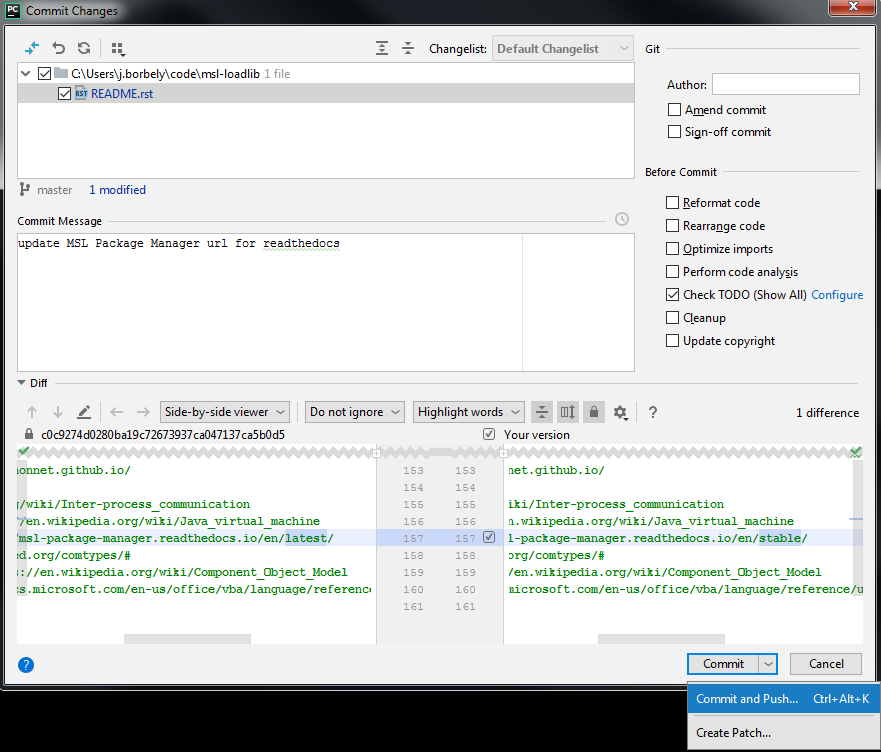 PC Commit Changes
Changelist: Default Changelist
Git
C:\Users\j.borbely\code\msl-loadlib 1 file
RST README.rst
Author:
Amend commit
Sign-off commit
master 1 modified
Before Commit
Reformat code
Rearrange code
Optimize imports
Perform code analysis
Check TODO (Show All) Configure
Cleanup
Update copyright
Commit Message
update MSL Package Manager url for readthedocs
Diff
Side-by-side viewer Do not ignore Highlight words ? 1 difference
c0c9274d0280ba19c72673937ca047137ca5b0d5 Your version
onnet.github.io/ 153 153 net.github.io/
154 154
/wiki/Inter-process_communication 155 155 iki/Inter-process_communication
/en.wikipedia.org/wiki/Java_virtual_machine 156 156 n.wikipedia.org/wiki/Java_virtual_machine
/msl-package-manager.readthedocs.io/en/latest/ 157 157 l-package-manager.readthedocs.io/en/stable/
ed.org/comtypes/# 158 158 org/comtypes/#
s://en.wikipedia.org/wiki/Component_Object_Model 159 159 /en.wikipedia.org/wiki/Component_Object_Model
cs.microsoft.com/en-us/office/vba/language/reference 160 160 microsoft.com/en-us/office/vba/language/reference/u
161 161
? Commit Cancel
Commit and Push... Ctrl+Alt+K
Create Patch...